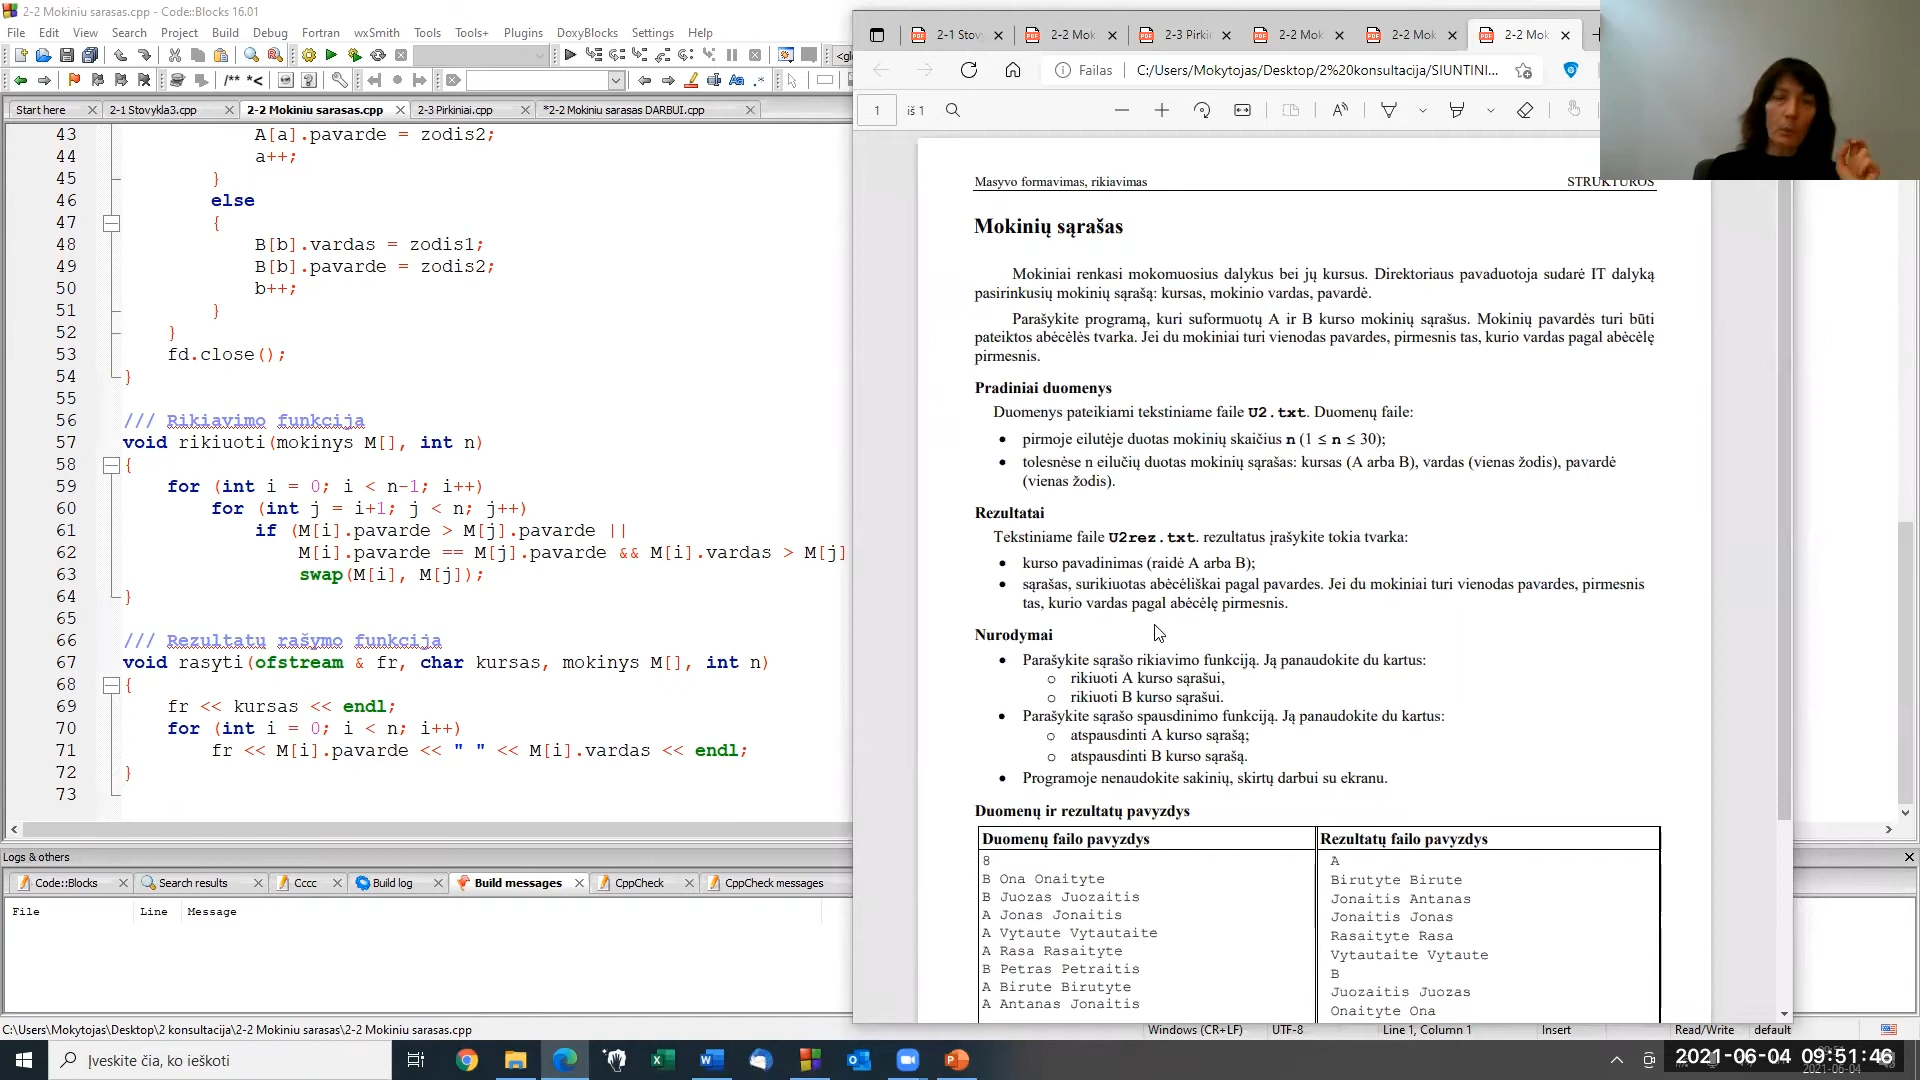 2-2 Mokiniu sarasas.cpp - Code::Blocks 16.01
File Edit View Search Project Build Debug Fortran wxSmith Tools Tools+ Plugins DoxyBlocks Settings Help
Start here 2-1 Stovykla3.cpp 2-2 Mokiniu sarasas.cpp 2-3 Pirkiniai.cpp *2-2 Mokiniu sarasas DARBUI.cpp
43 A[a].pavarde = zodis2;
44 a++;
45 }
46 else
47 {
48 B[b].vardas = zodis1;
49 B[b].pavarde = zodis2;
50 b++;
51 }
52 }
53 fd.close();
54 }
55
56 /// Rikiavimo funkcija
57 void rikiuoti(mokinys M[], int n)
58 {
59 for (int i = 0; i < n-1; i++)
60 for (int j = i+1; j < n; j++)
61 if (M[i].pavarde > M[j].pavarde ||
62 M[i].pavarde == M[j].pavarde && M[i].vardas > M[j]
63 swap(M[i], M[j]);
64 }
65
66 /// Rezultatų rašymo funkcija
67 void rasyti(ofstream & fr, char kursas, mokinys M[], int n)
68 {
69 fr << kursas << endl;
70 for (int i = 0; i < n; i++)
71 fr << M[i].pavarde << " " << M[i].vardas << endl;
72 }
73
Logs & others
Code::Blocks Search results Cccc Build log Build messages CppCheck CppCheck messages
File Line Message
C:\Users\Mokytojas\Desktop\2 konsultacija\2-2 Mokiniu sarasas\2-2 Mokiniu sarasas.cpp
Windows (CR+LF) UTF-8 Line 1, Column 1 Insert Read/Write default
2-1 Stov 2-2 Mok 2-3 Pirki 2-2 Mok 2-2 Mok 2-2 Mok
Failas C:/Users/Mokytojas/Desktop/2%20konsultacija/SIUNTINI...
1 iš 1
Masyvo formavimas, rikiavimas STRUKTŪROS
Mokinių sąrašas
Mokiniai renkasi mokomuosius dalykus bei jų kursus. Direktoriaus pavaduotoja sudarė IT dalyką
pasirinkusių mokinių sąrašą: kursas, mokinio vardas, pavardė.
Parašykite programą, kuri suformuotų A ir B kurso mokinių sąrašus. Mokinių pavardės turi būti
pateiktos abėcėlės tvarka. Jei du mokiniai turi vienodas pavardes, pirmesnis tas, kurio vardas pagal abėcėlę
pirmesnis.
Pradiniai duomenys
Duomenys pateikiami tekstiniame faile U2.txt. Duomenų faile:
• pirmoje eilutėje duotas mokinių skaičius n (1 ≤ n ≤ 30);
• tolesnėse n eilučių duotas mokinių sąrašas: kursas (A arba B), vardas (vienas žodis), pavardė
(vienas žodis).
Rezultatai
Tekstiniame faile U2rez.txt. rezultatus įrašykite tokia tvarka:
• kurso pavadinimas (raidė A arba B);
• sąrašas, surikiuotas abėcėliškai pagal pavardes. Jei du mokiniai turi vienodas pavardes, pirmesnis
tas, kurio vardas pagal abėcėlę pirmesnis.
Nurodymai
• Parašykite sąrašo rikiavimo funkciją. Ją panaudokite du kartus:
o rikiuoti A kurso sąrašui,
o rikiuoti B kurso sąrašui.
• Parašykite sąrašo spausdinimo funkciją. Ją panaudokite du kartus:
o atspausdinti A kurso sąrašą;
o atspausdinti B kurso sąrašą.
• Programoje nenaudokite sakinių, skirtų darbui su ekranu.
Duomenų ir rezultatų pavyzdys
Duomenų failo pavyzdys Rezultatų failo pavyzdys
8 A
B Ona Onaityte Birutyte Birute
B Juozas Juozaitis Jonaitis Antanas
A Jonas Jonaitis Jonaitis Jonas
A Vytaute Vytautaite Rasaityte Rasa
A Rasa Rasaityte Vytautaite Vytaute
B Petras Petraitis B
A Birute Birutyte Juozaitis Juozas
A Antanas Jonaitis Onaityte Ona
Įveskite čia, ko ieškoti
2021-06-04 09:51:46
2021-06-04